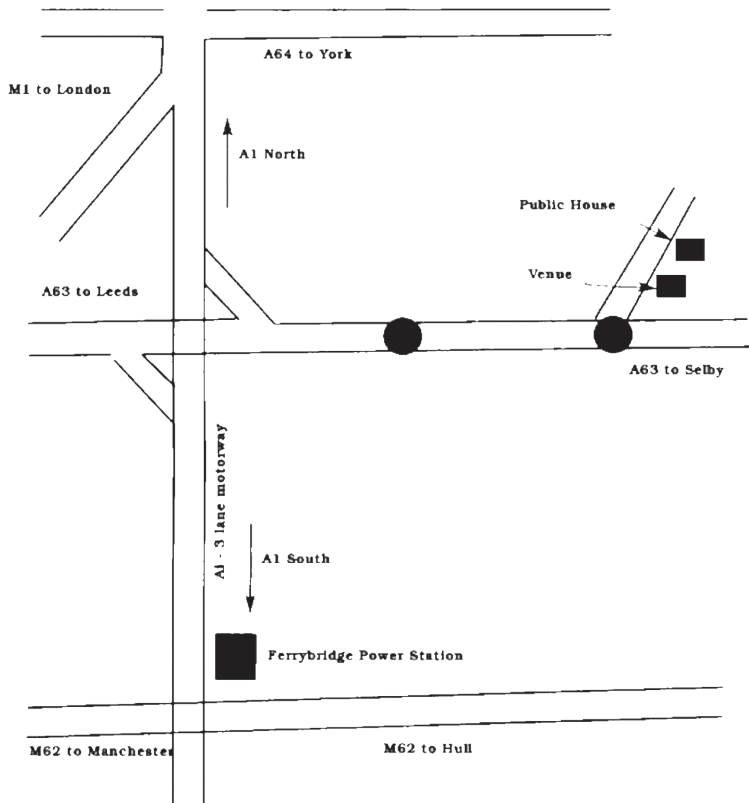 A64 to York
M1 to London
A1 North
Public House
Venue
A63 to Leeds
A63 to Selby
A1 - 3 lane motorway
A1 South
Ferrybridge Power Station
M62 to Manchester
M62 to Hull